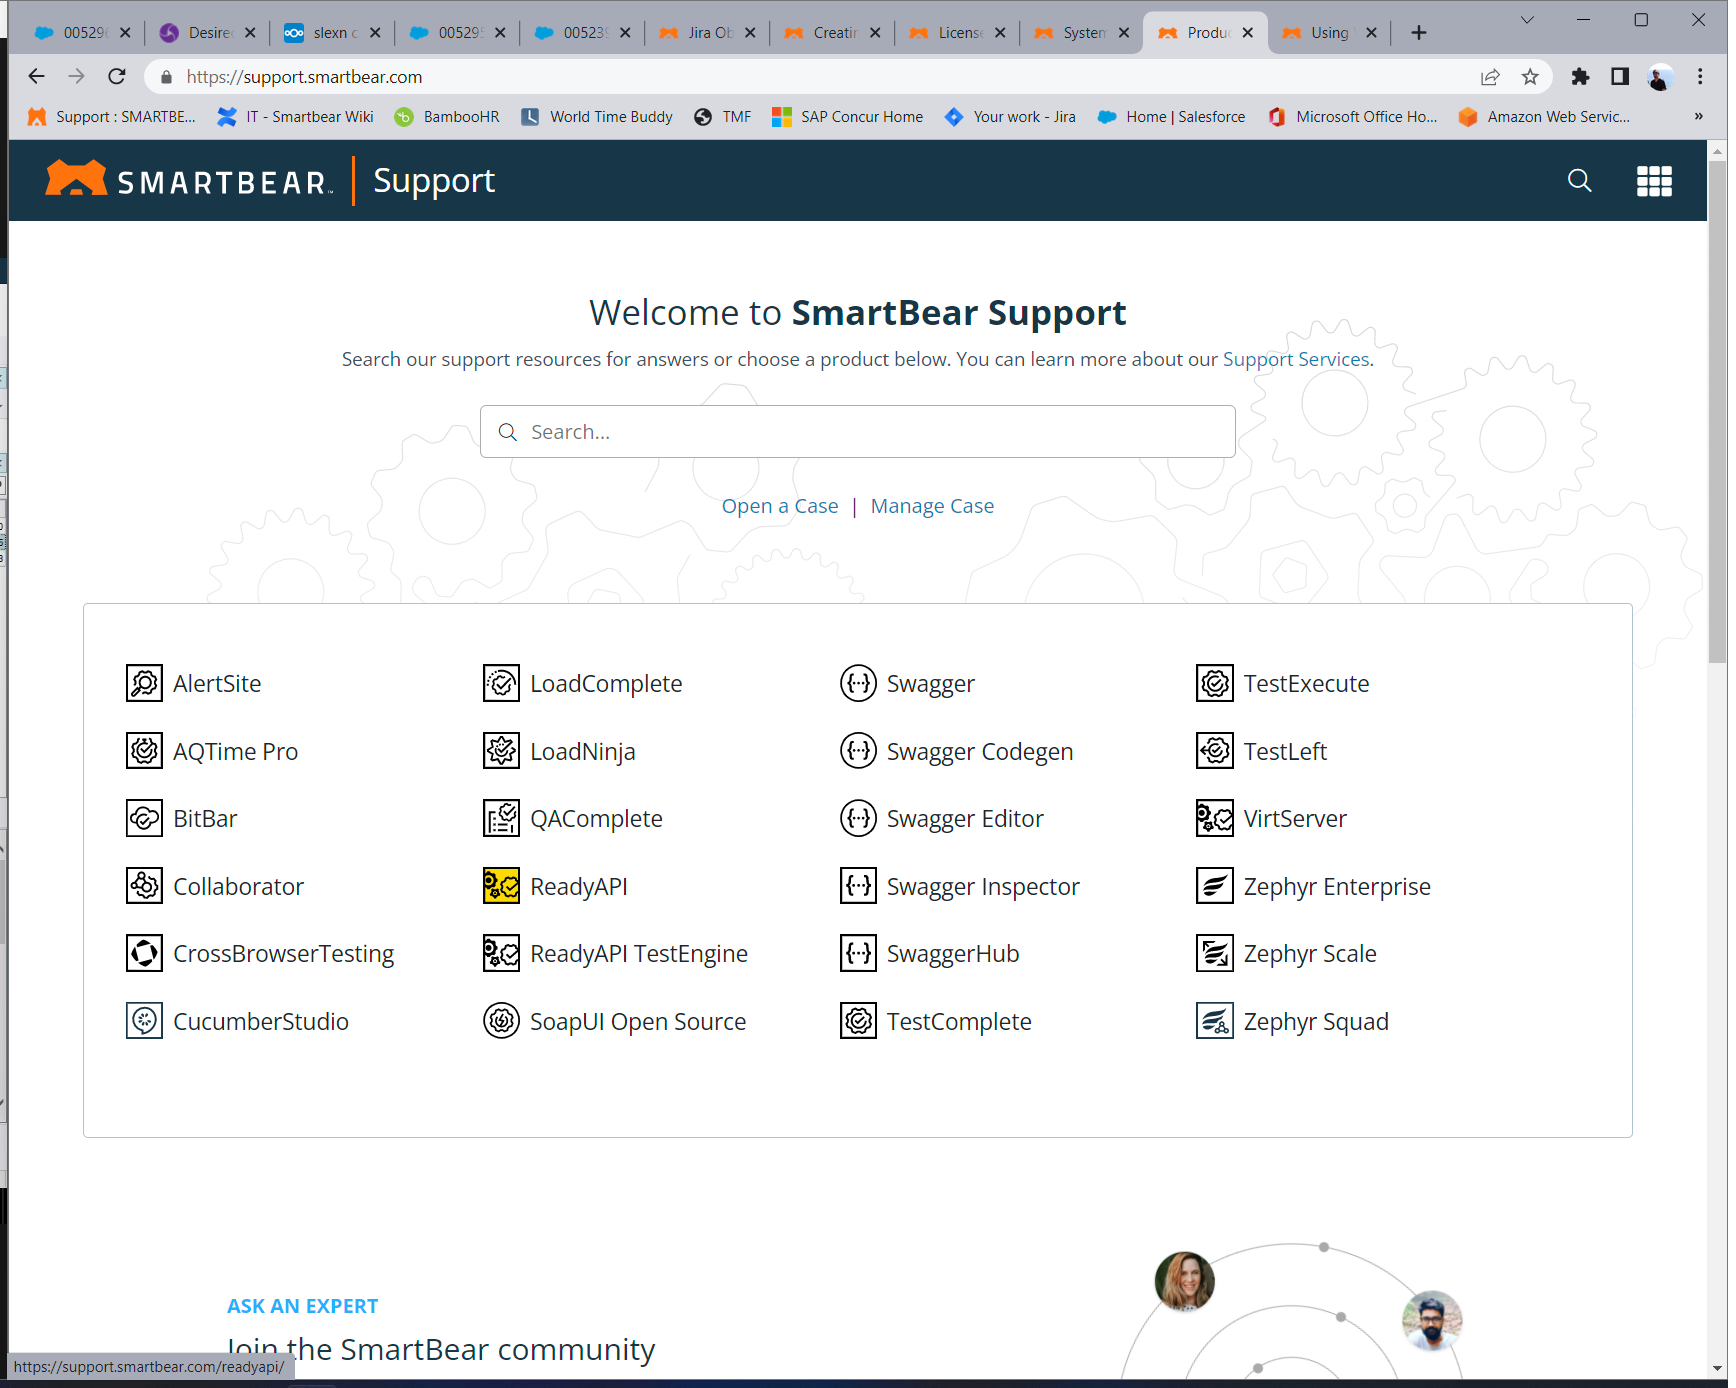 00529
Desire
slexn c
00529
00523
Jira Ob
Creatin
License
System
Produc
Using
https://support.smartbear.com
Support : SMARTBE...
IT - Smartbear Wiki
BambooHR
World Time Buddy
TMF
SAP Concur Home
Your work - Jira
Home | Salesforce
Microsoft Office Ho...
Amazon Web Servic...
»
SMARTBEAR
Support
Welcome to SmartBear Support
Search our support resources for answers or choose a product below. You can learn more about our Support Services.
Search...
Open a Case | Manage Case
AlertSite
LoadComplete
Swagger
TestExecute
AQTime Pro
LoadNinja
Swagger Codegen
TestLeft
BitBar
QAComplete
Swagger Editor
VirtServer
Collaborator
ReadyAPI
Swagger Inspector
Zephyr Enterprise
CrossBrowserTesting
ReadyAPI TestEngine
SwaggerHub
Zephyr Scale
CucumberStudio
SoapUI Open Source
TestComplete
Zephyr Squad
ASK AN EXPERT
Join the SmartBear community
https://support.smartbear.com/readyapi/